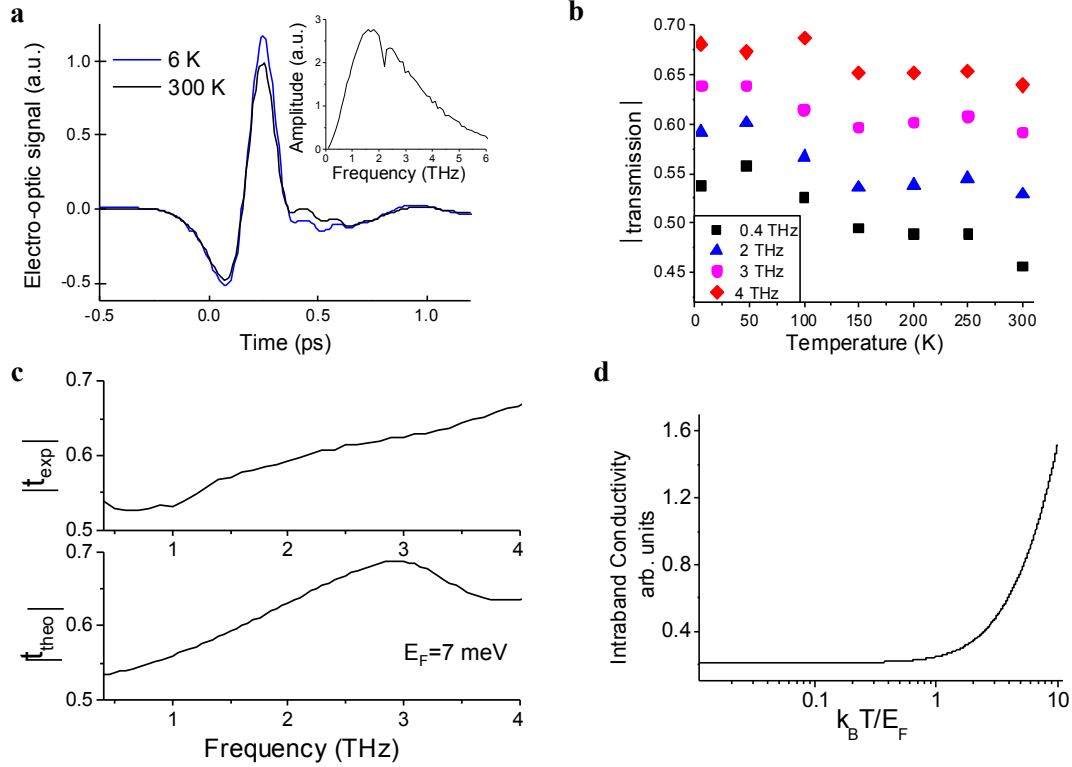 a
Electro-optic signal (a.u.)
1.0
0.5
0.0
-0.5
-0.5
0.0
0.5
1.0
Time (ps)
6 K
300 K
Amplitude (a.u.)
3
2
1
0
0
1
2
3
4
5
6
Frequency (THz)
b
|transmission|
0.70
0.65
0.60
0.55
0.50
0.45
0.4 THz
2 THz
3 THz
4 THz
0
50
100
150
200
250
300
Temperature (K)
c
|t_exp|
0.7
0.6
0.5
1
2
3
4
|t_theo|
0.7
0.6
0.5
E_F=7 meV
1
2
3
4
Frequency (THz)
d
Intraband Conductivity
arb. units
1.6
1.2
0.8
0.4
0.1
1
10
k_BT/E_F